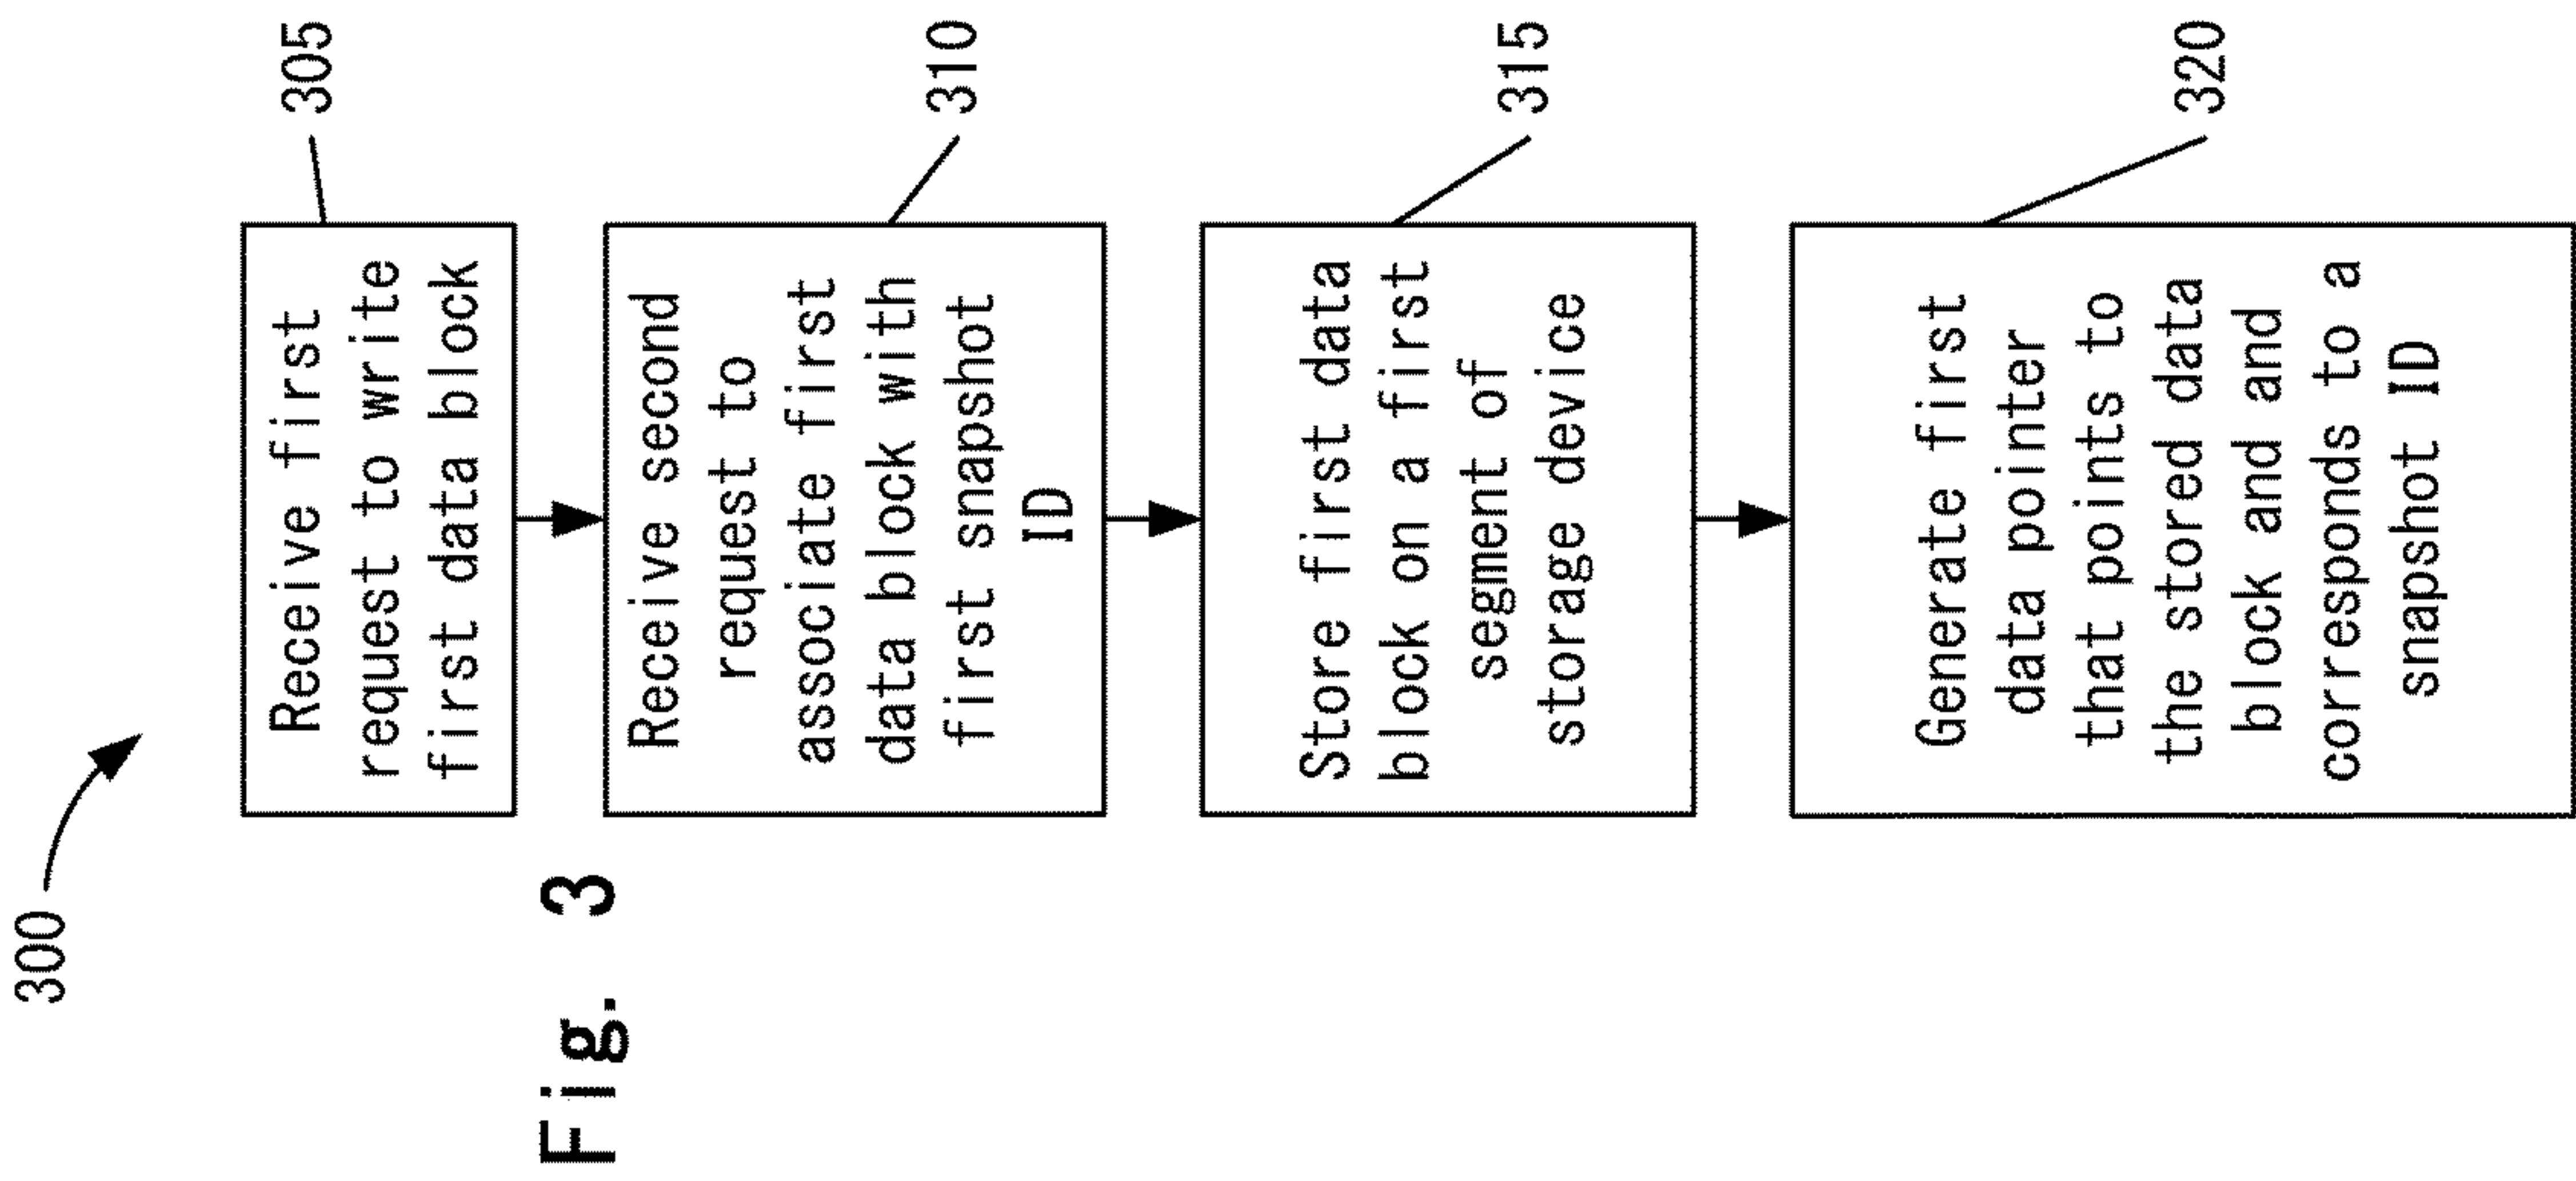 300
Fig. 3
Receive first
request to write
first data block
305
Receive second
request to
associate first
data block with
first snapshot
ID
310
Store first data
block on a first
segment of
storage device
315
Generate first
data pointer
that points to
the stored data
block and and
corresponds to a
snapshot ID
320